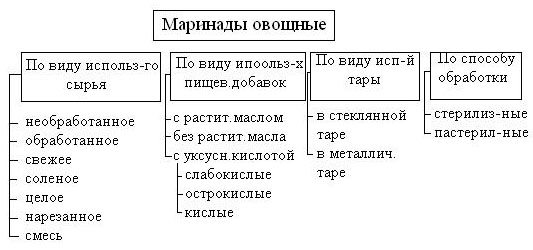 Маринады овощные
По виду использ-го
сырья
необработанное
обработанное
свежее
соленое
целое
нарезанное
смесь
По виду ипоольз-х
пищев.добавок
с растит.маслом
без растит.масла
с уксусн.кислотой
слабокислые
острокислые
кислые
По виду исп-й
тары
в стеклянной
таре
в металлич.
таре
По способу
обработки
стерилиз-ные
пастерил-ные